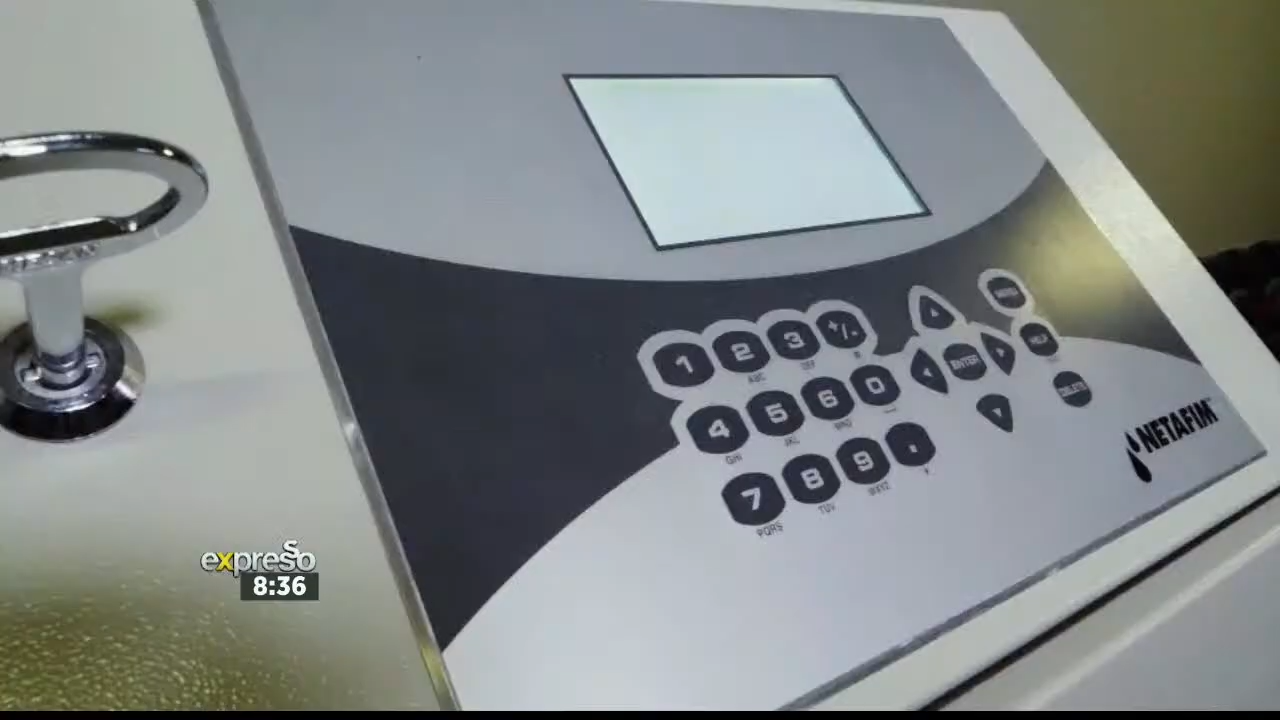 1 2 3 +/-
ABC DEF
4 5 6 0 ENTER HELP
GHI JKL MNO DELETE
7 8 9 .
PQRS TUV WXYZ
NETAFIM™
expresso
8:36